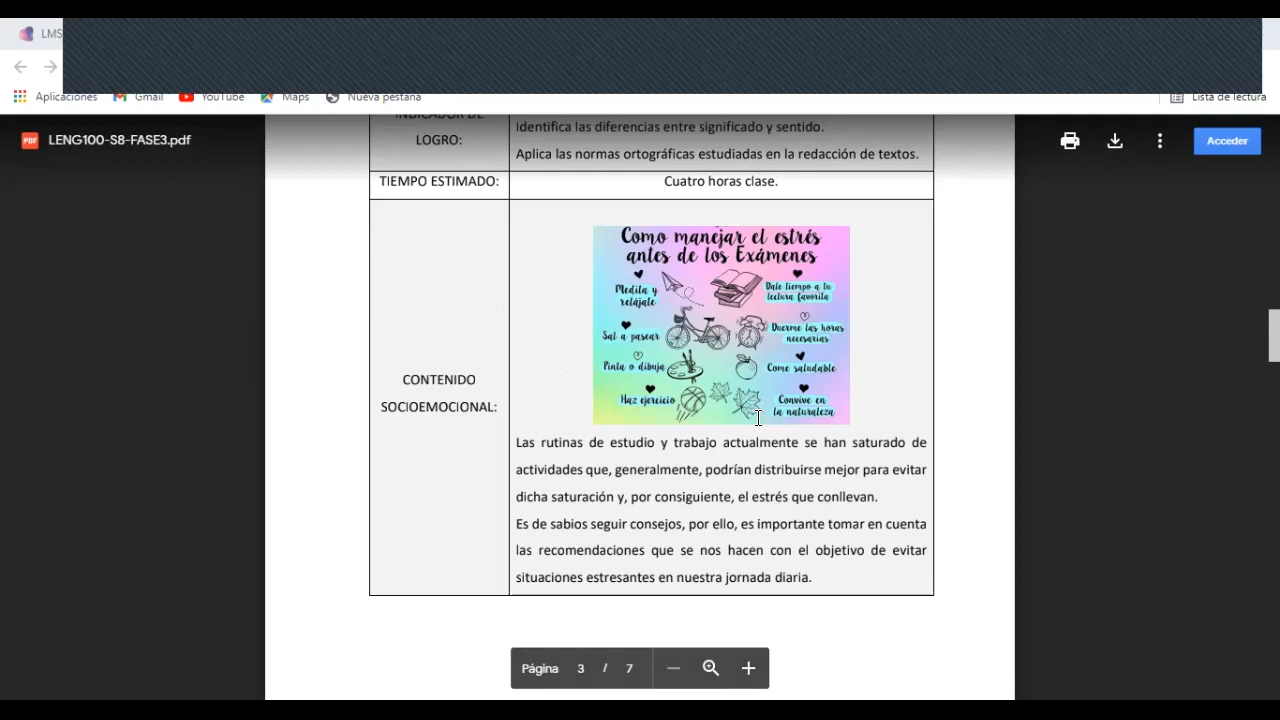 LMS
Aplicaciones Gmail YouTube Maps Nueva pestaña Lista de lectura
LENG100-S8-FASE3.pdf
Acceder
INDICADOR DE
LOGRO:
Identifica las diferencias entre significado y sentido.
Aplica las normas ortográficas estudiadas en la redacción de textos.
TIEMPO ESTIMADO:
Cuatro horas clase.
CONTENIDO
SOCIOEMOCIONAL:
Como manejar el estrés
antes de los Exámenes
Medita y
relájate
Date tiempo a tu
lectura favorita
Sal a pasear
Duerme las horas
necesarias
Pinta o dibuja
Come saludable
Haz ejercicio
Convive en
la naturaleza
Las rutinas de estudio y trabajo actualmente se han saturado de
actividades que, generalmente, podrían distribuirse mejor para evitar
dicha saturación y, por consiguiente, el estrés que conllevan.
Es de sabios seguir consejos, por ello, es importante tomar en cuenta
las recomendaciones que se nos hacen con el objetivo de evitar
situaciones estresantes en nuestra jornada diaria.
Página 3 / 7